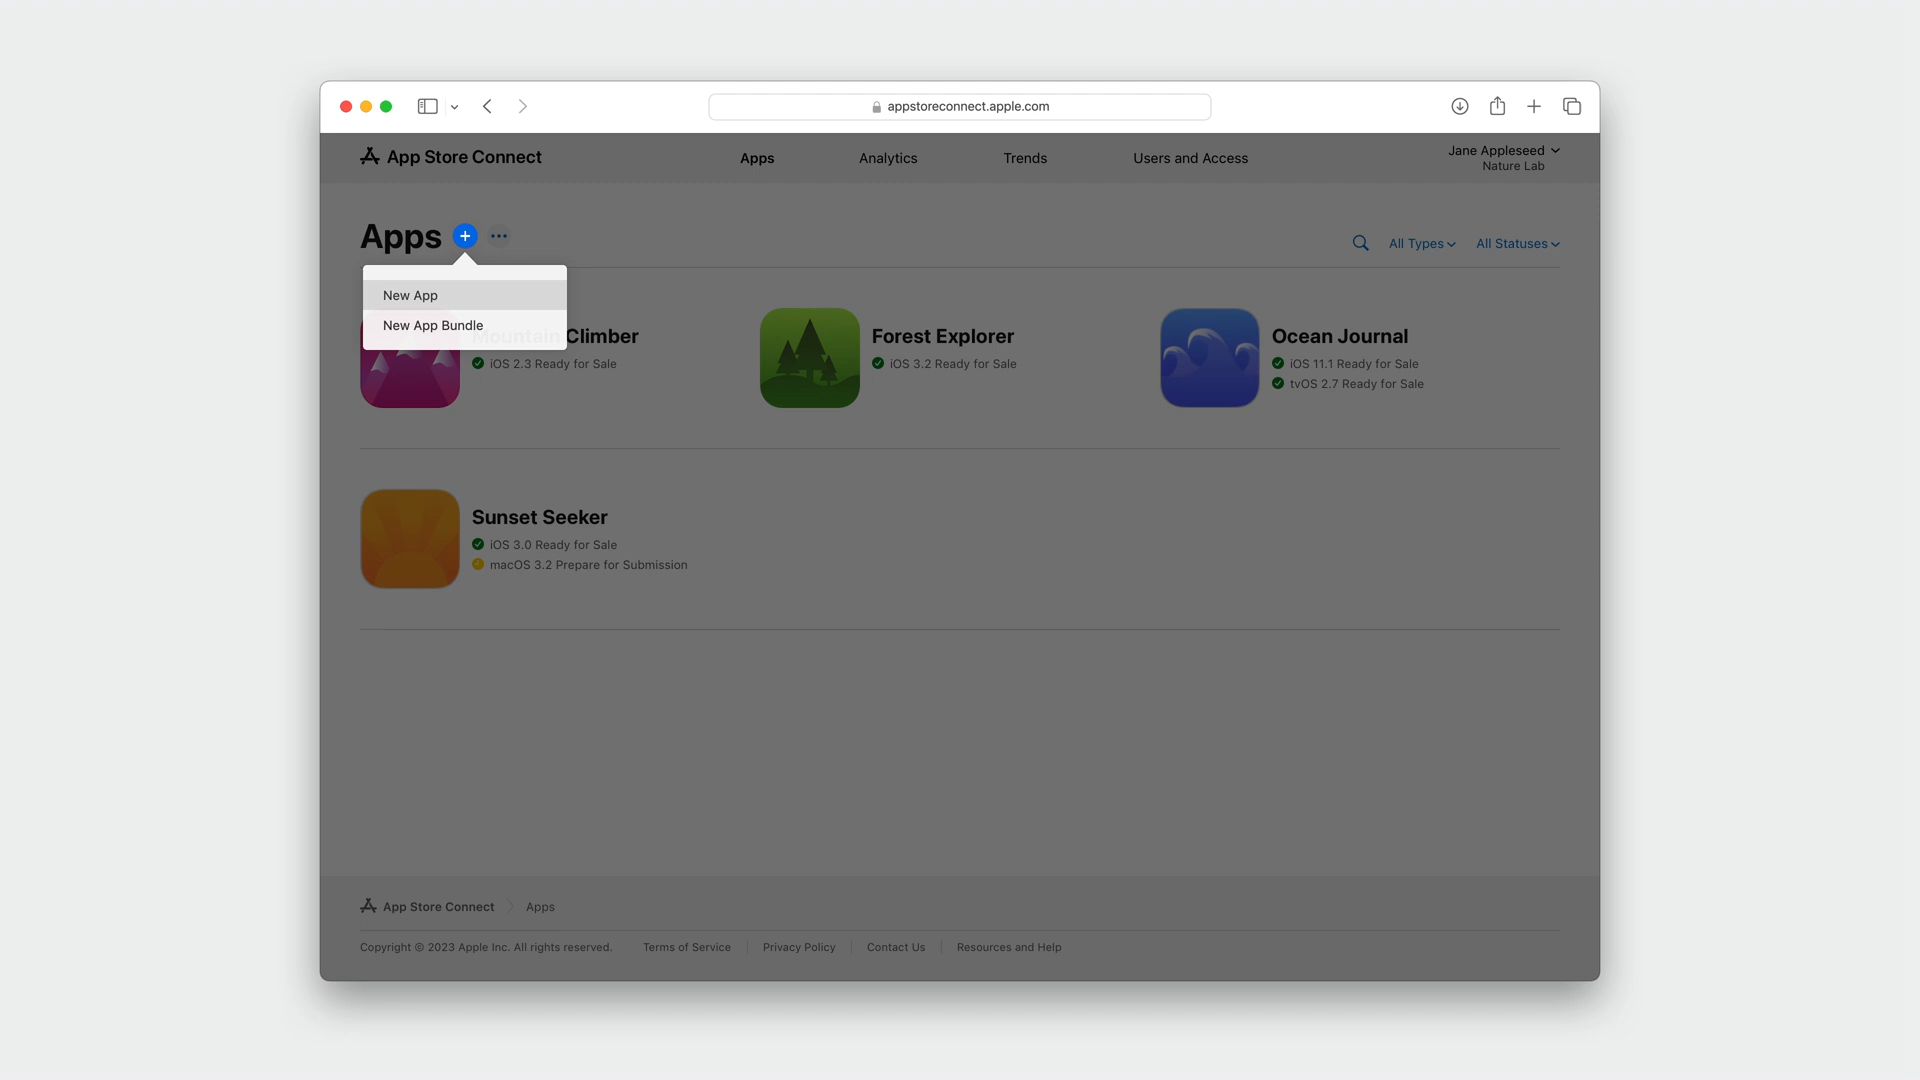 appstoreconnect.apple.com
App Store Connect
Apps
Analytics
Trends
Users and Access
Jane Appleseed
Nature Lab
Apps
All Types
All Statuses
New App
New App Bundle
Mountain Climber
iOS 2.3 Ready for Sale
Forest Explorer
iOS 3.2 Ready for Sale
Ocean Journal
iOS 11.1 Ready for Sale
tvOS 2.7 Ready for Sale
Sunset Seeker
iOS 3.0 Ready for Sale
macOS 3.2 Prepare for Submission
App Store Connect
Apps
Copyright © 2023 Apple Inc. All rights reserved.
Terms of Service
Privacy Policy
Contact Us
Resources and Help